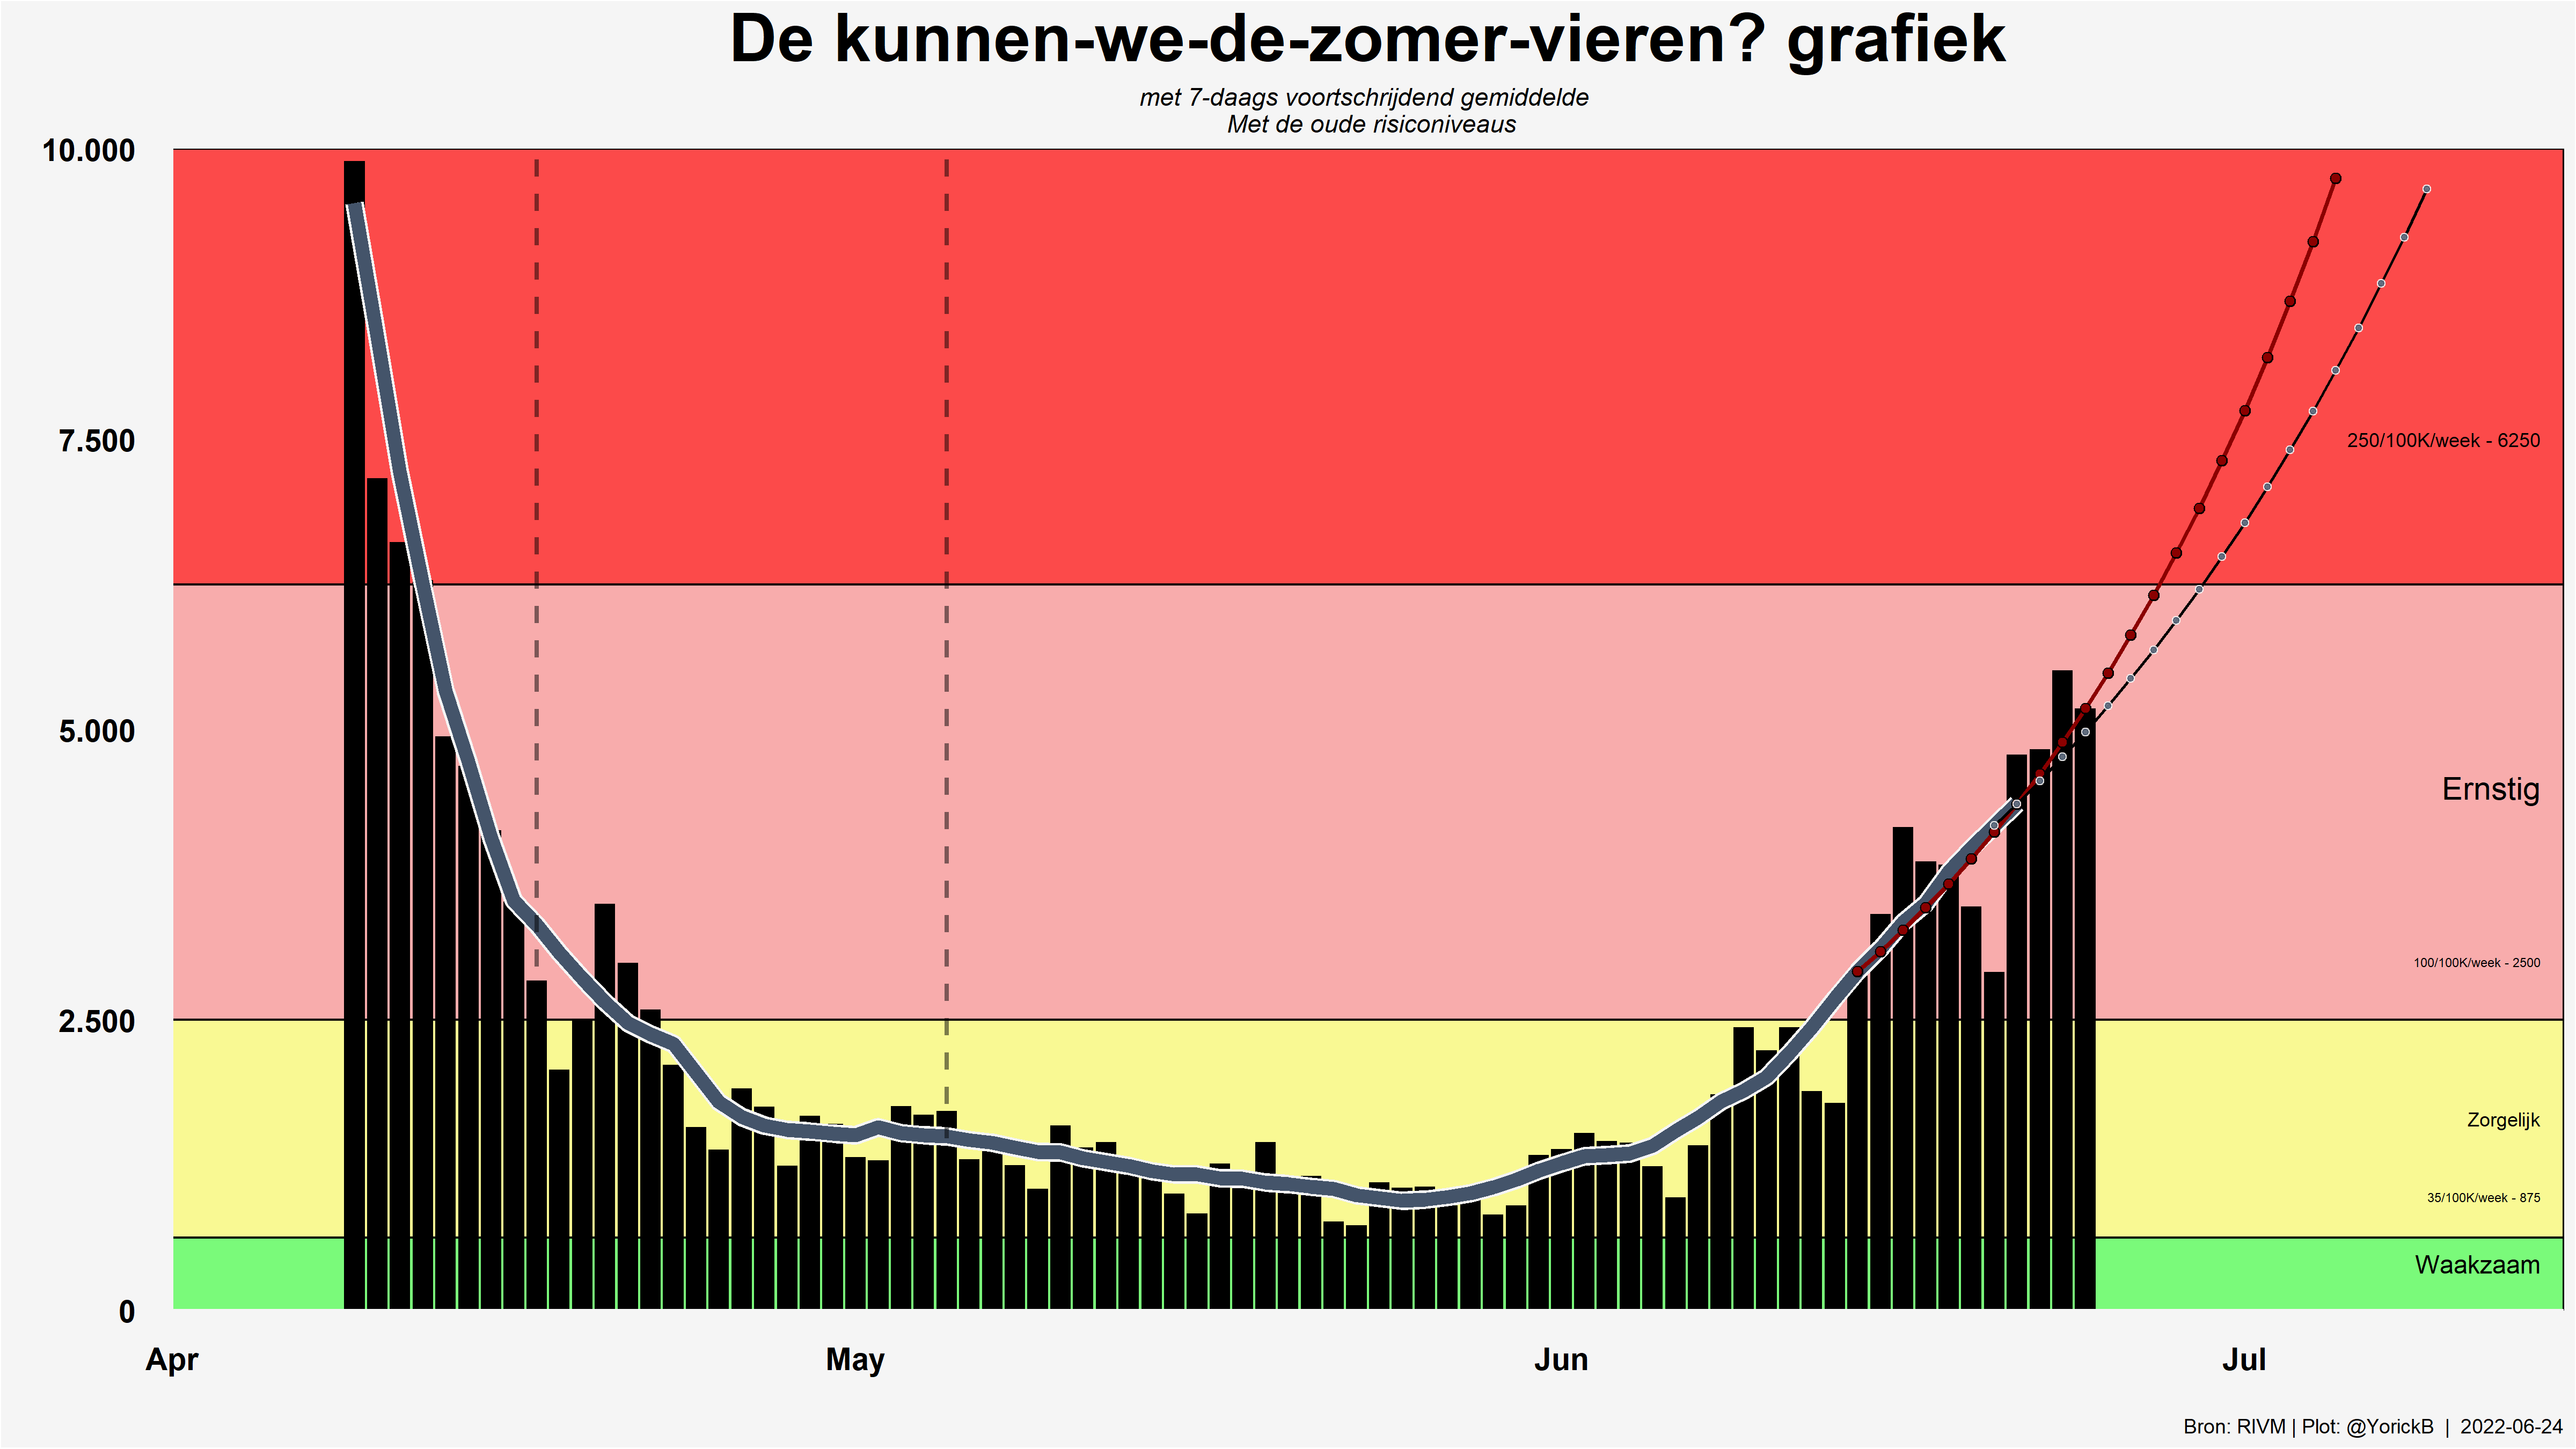 De kunnen-we-de-zomer-vieren? grafiek
met 7-daags voortschrijdend gemiddelde
Met de oude risiconiveaus
10.000
7.500
250/100K/week - 6250
5.000
Ernstig
100/100K/week - 2500
2.500
Zorgelijk
35/100K/week - 875
Waakzaam
0
Apr May Jun Jul
Bron: RIVM | Plot: @YorickB | 2022-06-24